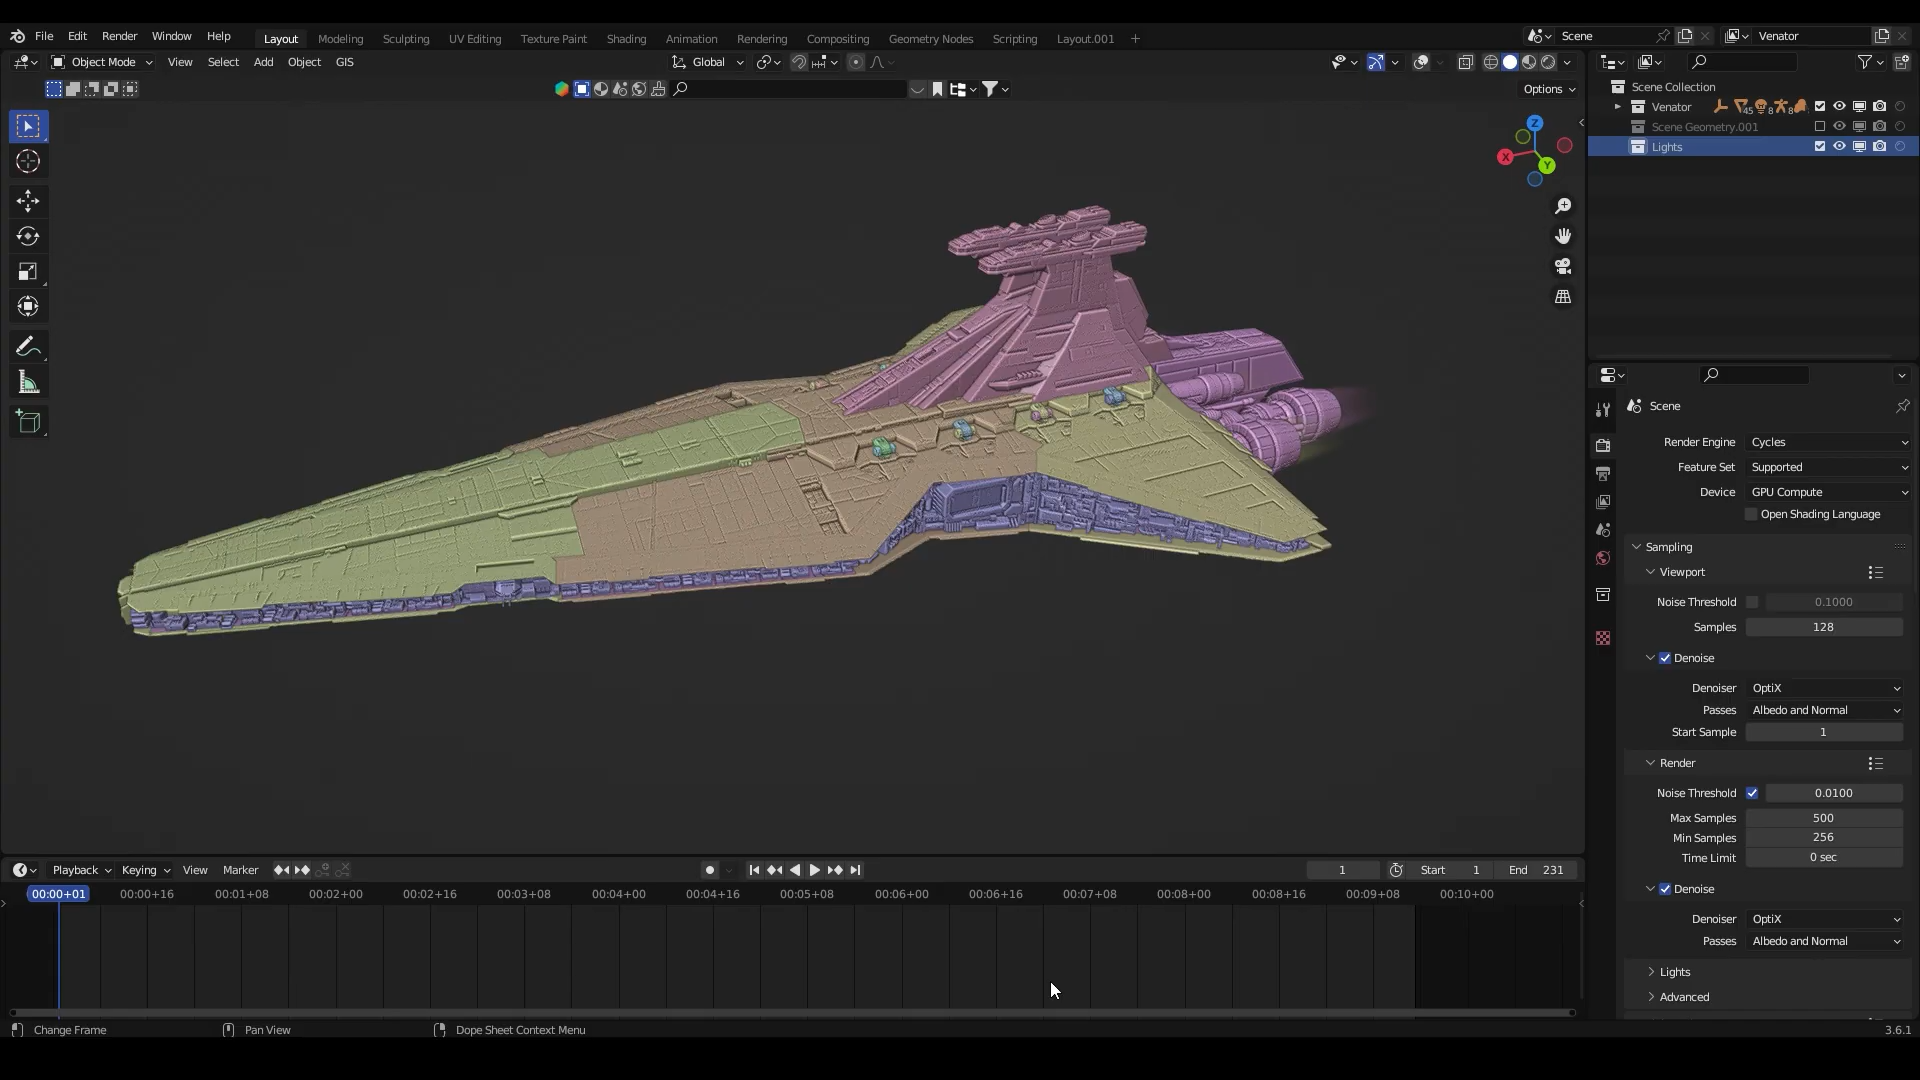 File Edit Render Window Help Layout Modeling Sculpting UV Editing Texture Paint Shading Animation Rendering Compositing Geometry Nodes Scripting Layout.001 + Scene Venator
Object Mode View Select Add Object GIS Global
Options
Scene Collection
Venator 45 8 8
Scene Geometry.001
Lights
Z
X
Y
Scene
Render Engine Cycles
Feature Set Supported
Device GPU Compute
Open Shading Language
Sampling
Viewport
Noise Threshold 0.1000
Samples 128
Denoise
Denoiser OptiX
Passes Albedo and Normal
Start Sample 1
Render
Noise Threshold 0.0100
Max Samples 500
Min Samples 256
Time Limit 0 sec
Denoise
Denoiser OptiX
Passes Albedo and Normal
Lights
Advanced
Playback Keying View Marker 1 Start 1 End 231
00:00+01 00:00+16 00:01+08 00:02+00 00:02+16 00:03+08 00:04+00 00:04+16 00:05+08 00:06+00 00:06+16 00:07+08 00:08+00 00:08+16 00:09+08 00:10+00
Change Frame Pan View Dope Sheet Context Menu 3.6.1